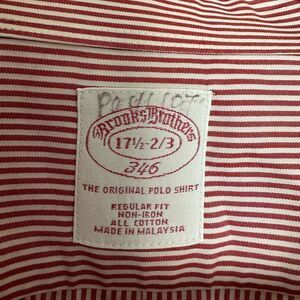 Brooks Brothers
17½-2/3
346
THE ORIGINAL POLO SHIRT
REGULAR FIT
NON-IRON
ALL COTTON
MADE IN MALAYSIA